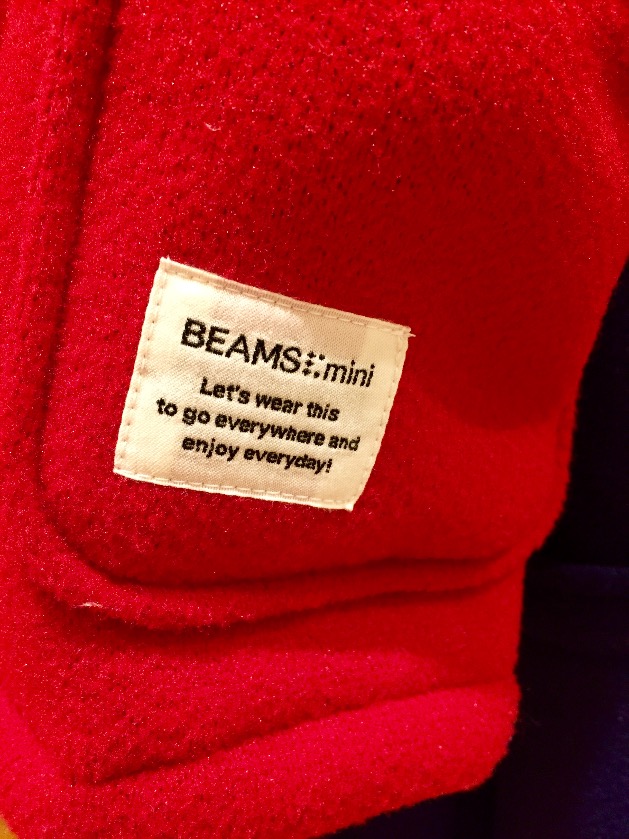 BEAMS mini
Let's wear this
to go everywhere and
enjoy everyday!